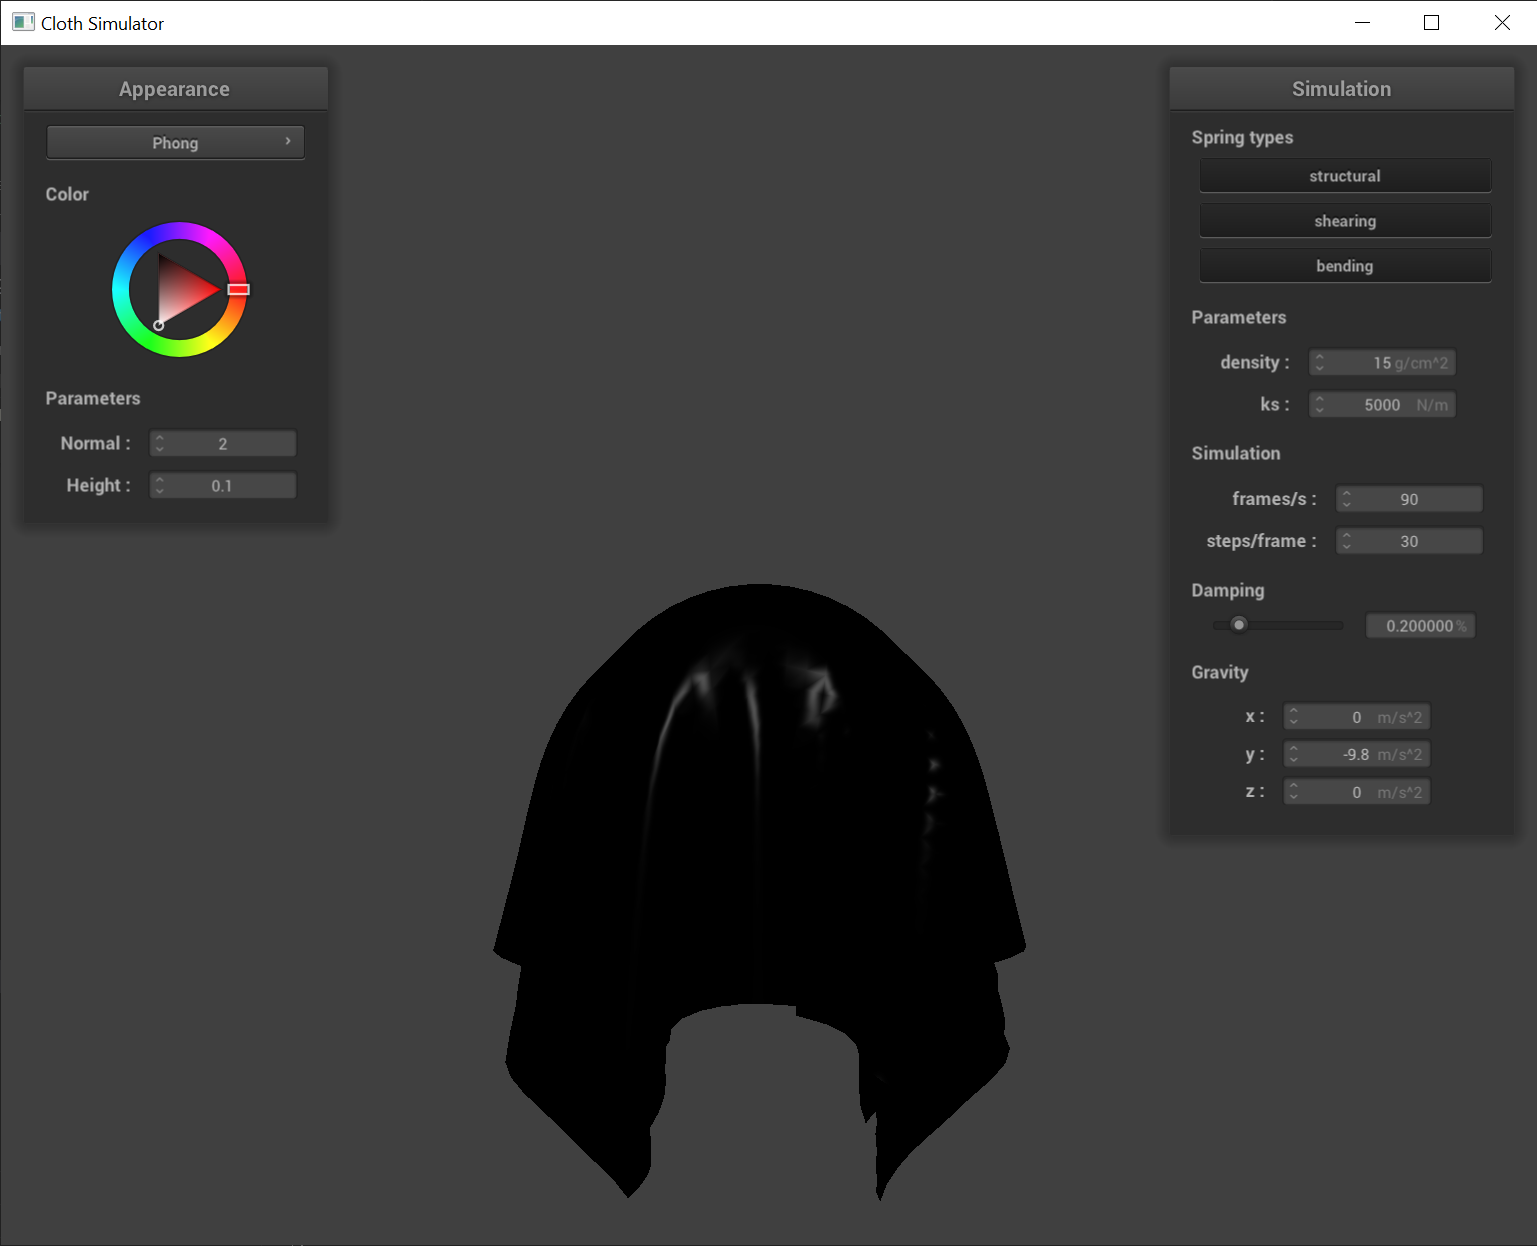 Cloth Simulator
Appearance
Phong
Color
Parameters
Normal : 2
Height : 0.1
Simulation
Spring types
structural
shearing
bending
Parameters
density : 15 g/cm^2
ks : 5000 N/m
Simulation
frames/s : 90
steps/frame : 30
Damping
0.200000 %
Gravity
x : 0 m/s^2
y : -9.8 m/s^2
z : 0 m/s^2